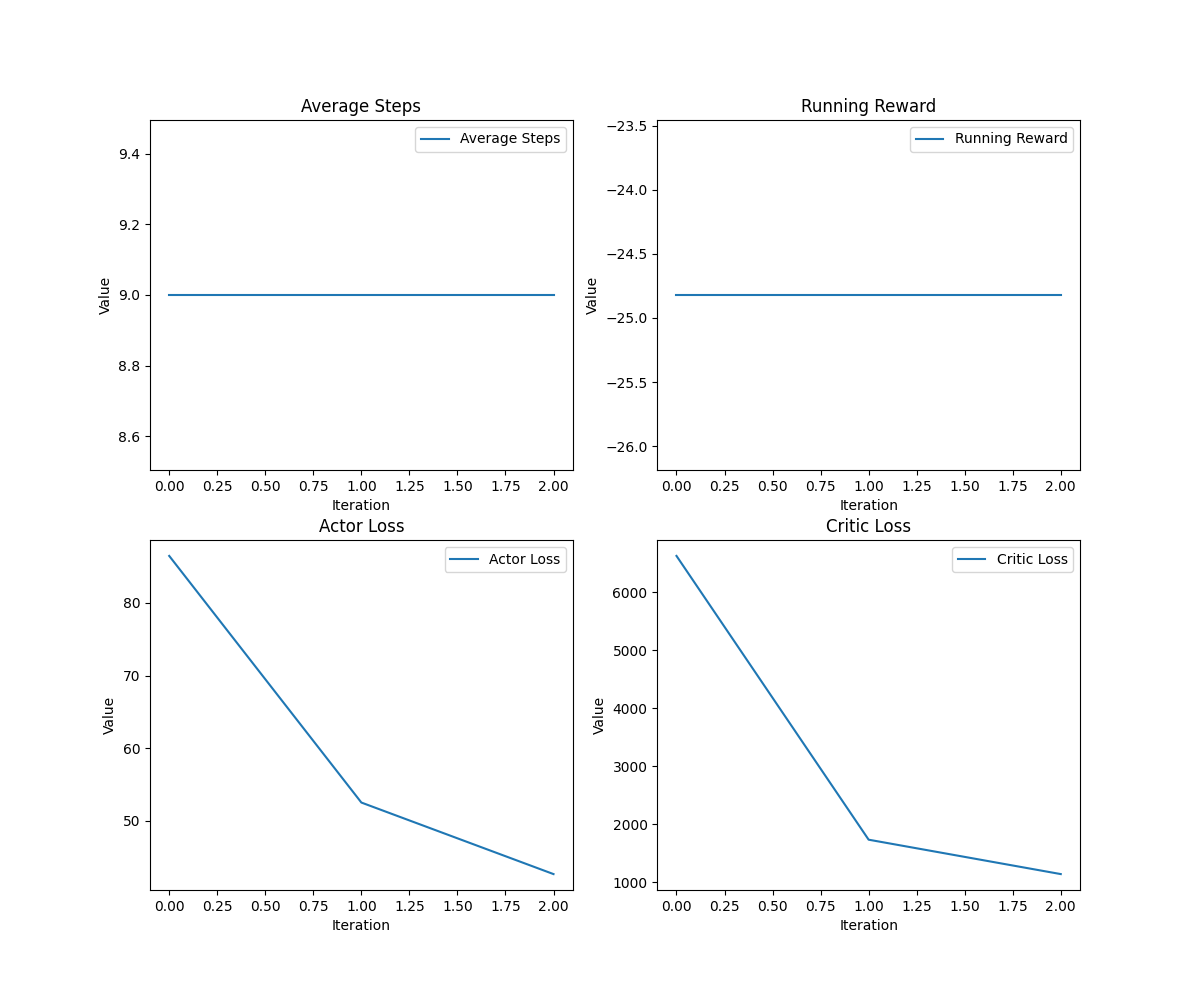 Average Steps
Average Steps
9.4
9.2
9.0
8.8
8.6
Value
0.00 0.25 0.50 0.75 1.00 1.25 1.50 1.75 2.00
Iteration
Running Reward
Running Reward
−23.5
−24.0
−24.5
−25.0
−25.5
−26.0
Value
0.00 0.25 0.50 0.75 1.00 1.25 1.50 1.75 2.00
Iteration
Actor Loss
Actor Loss
80
70
60
50
Value
0.00 0.25 0.50 0.75 1.00 1.25 1.50 1.75 2.00
Iteration
Critic Loss
Critic Loss
6000
5000
4000
3000
2000
1000
Value
0.00 0.25 0.50 0.75 1.00 1.25 1.50 1.75 2.00
Iteration